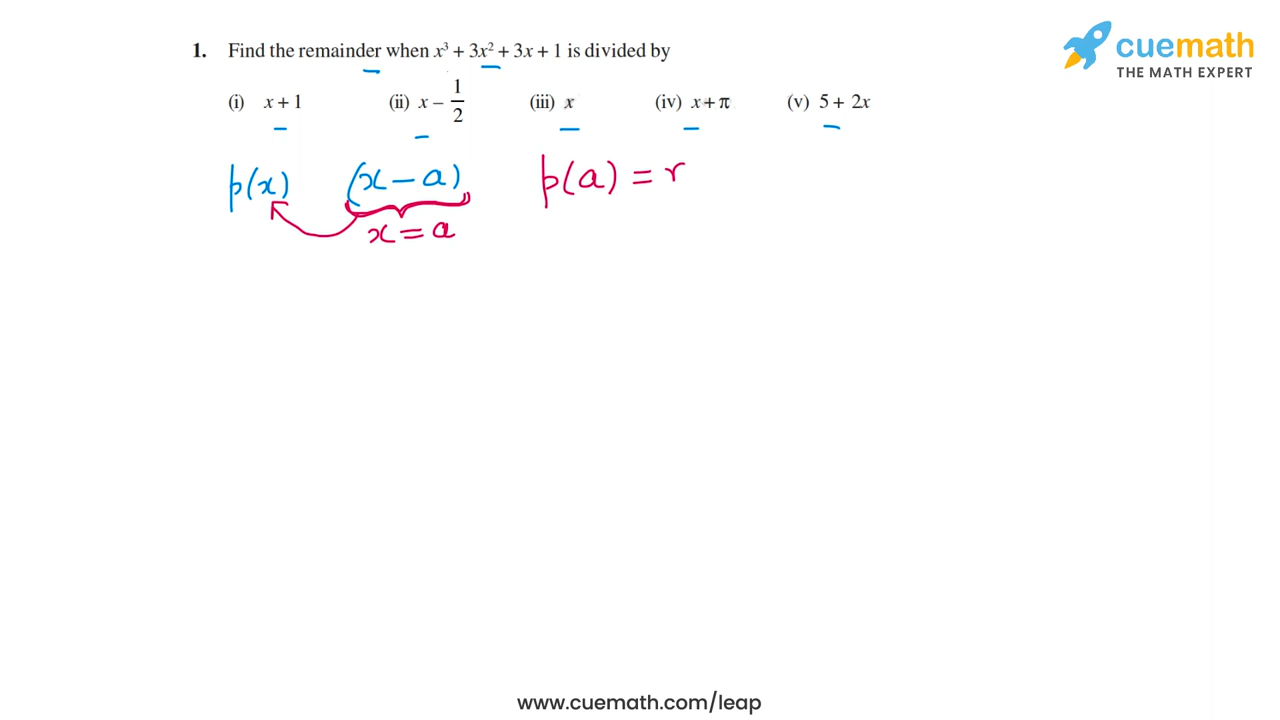 cuemath
THE MATH EXPERT
1. Find the remainder when x³ + 3x² + 3x + 1 is divided by
(i) x + 1 (ii) x – 1/2 (iii) x (iv) x + π (v) 5 + 2x
p(x) (x – a) p(a) = r
x = a
www.cuemath.com/leap